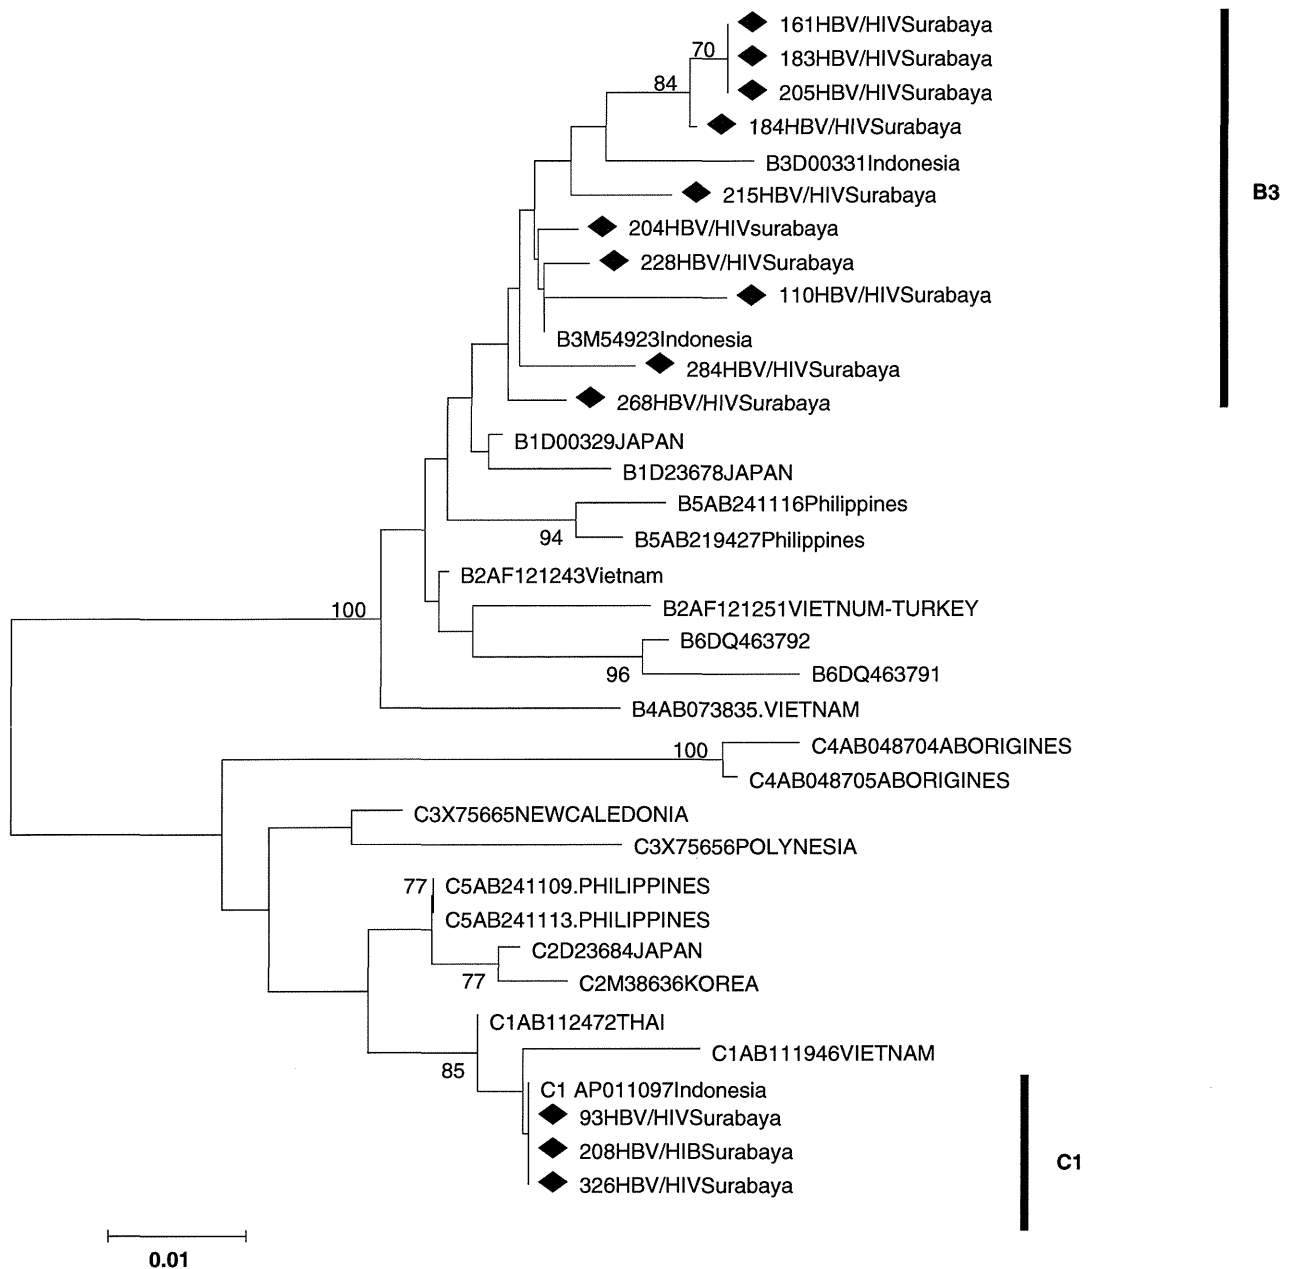 161HBV/HIVSurabaya
70
183HBV/HIVSurabaya
84
205HBV/HIVSurabaya
184HBV/HIVSurabaya
B3D00331Indonesia
215HBV/HIVSurabaya
B3
204HBV/HIVsurabaya
228HBV/HIVSurabaya
110HBV/HIVSurabaya
B3M54923Indonesia
284HBV/HIVSurabaya
268HBV/HIVSurabaya
B1D00329JAPAN
B1D23678JAPAN
B5AB241116Philippines
94
B5AB219427Philippines
B2AF121243Vietnam
100
B2AF121251VIETNUM-TURKEY
B6DQ463792
96
B6DQ463791
B4AB073835.VIETNAM
100
C4AB048704ABORIGINES
C4AB048705ABORIGINES
C3X75665NEWCALEDONIA
C3X75656POLYNESIA
77
C5AB241109.PHILIPPINES
C5AB241113.PHILIPPINES
C2D23684JAPAN
77
C2M38636KOREA
C1AB112472THAI
C1AB111946VIETNAM
85
C1 AP011097Indonesia
93HBV/HIVSurabaya
208HBV/HIBSurabaya
C1
326HBV/HIVSurabaya
0.01